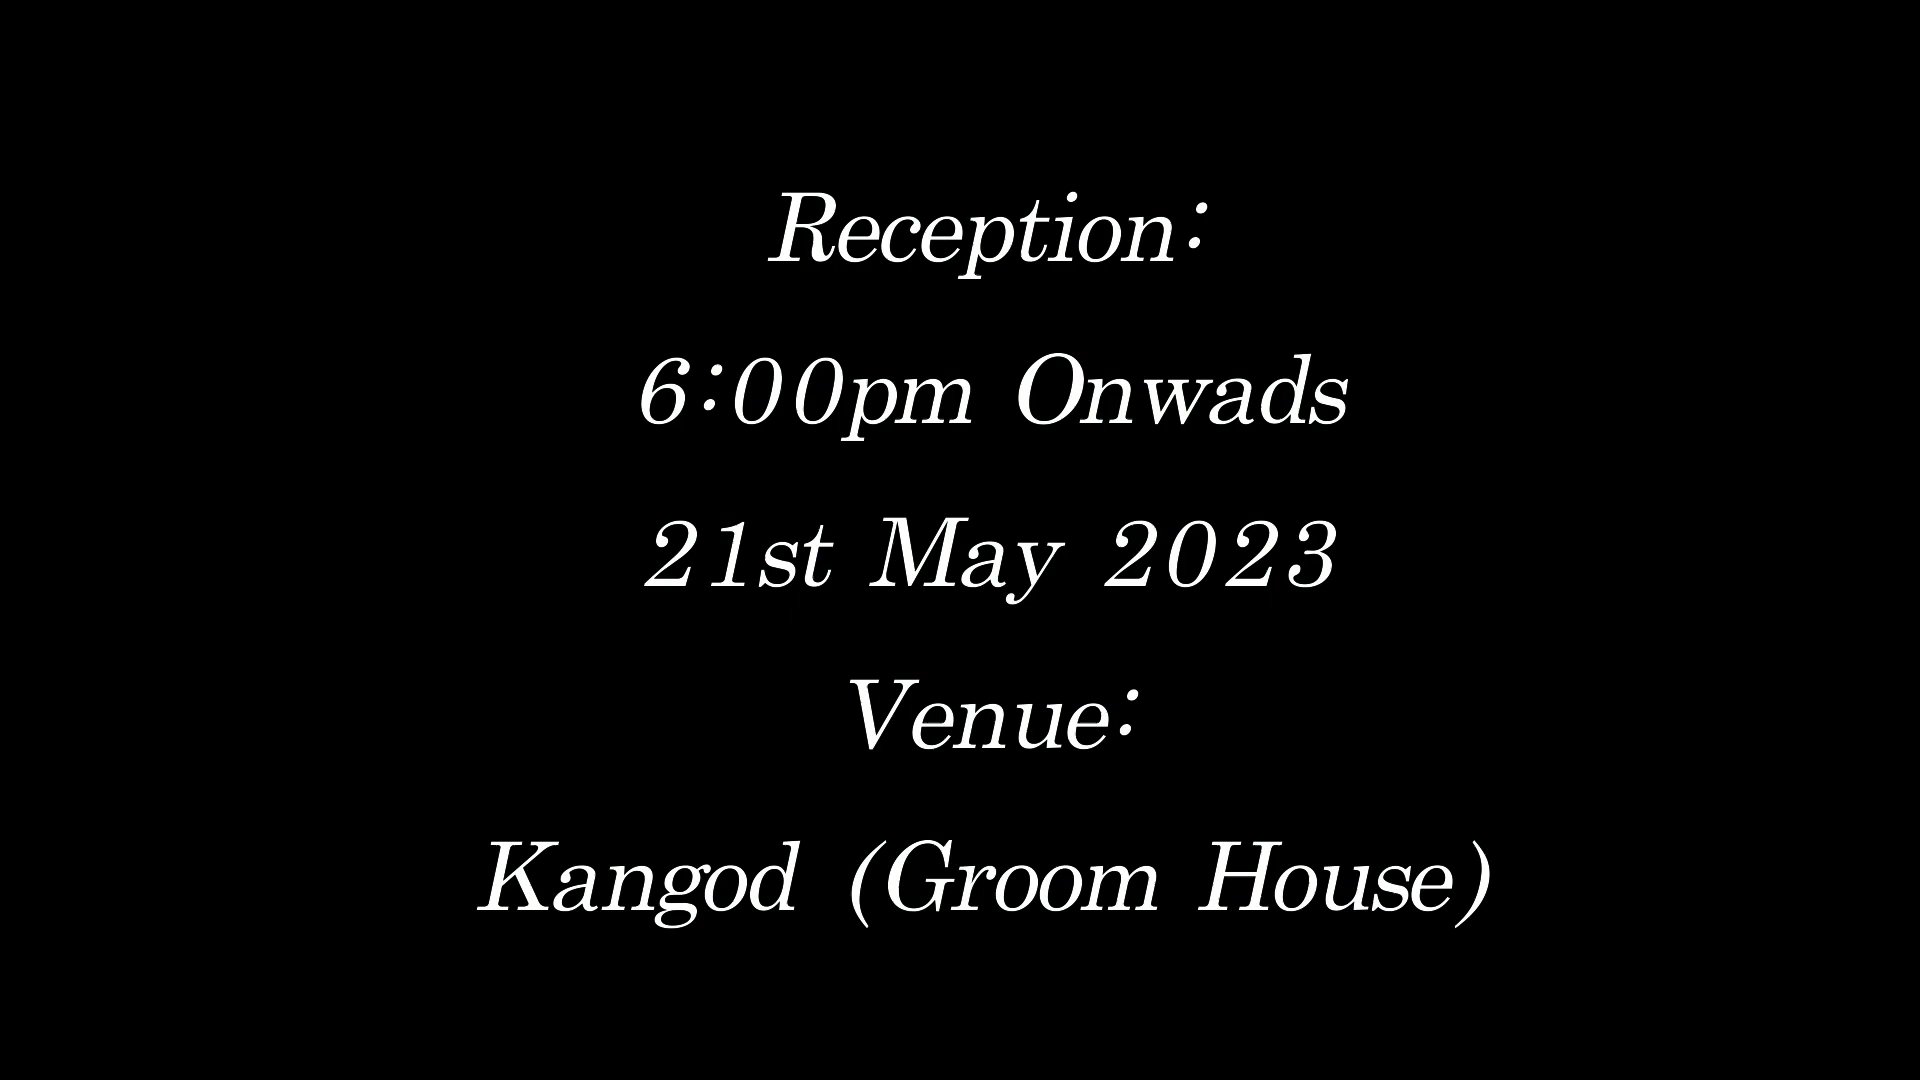 Reception:
6:00pm Onwads
21st May 2023
Venue:
Kangod (Groom House)